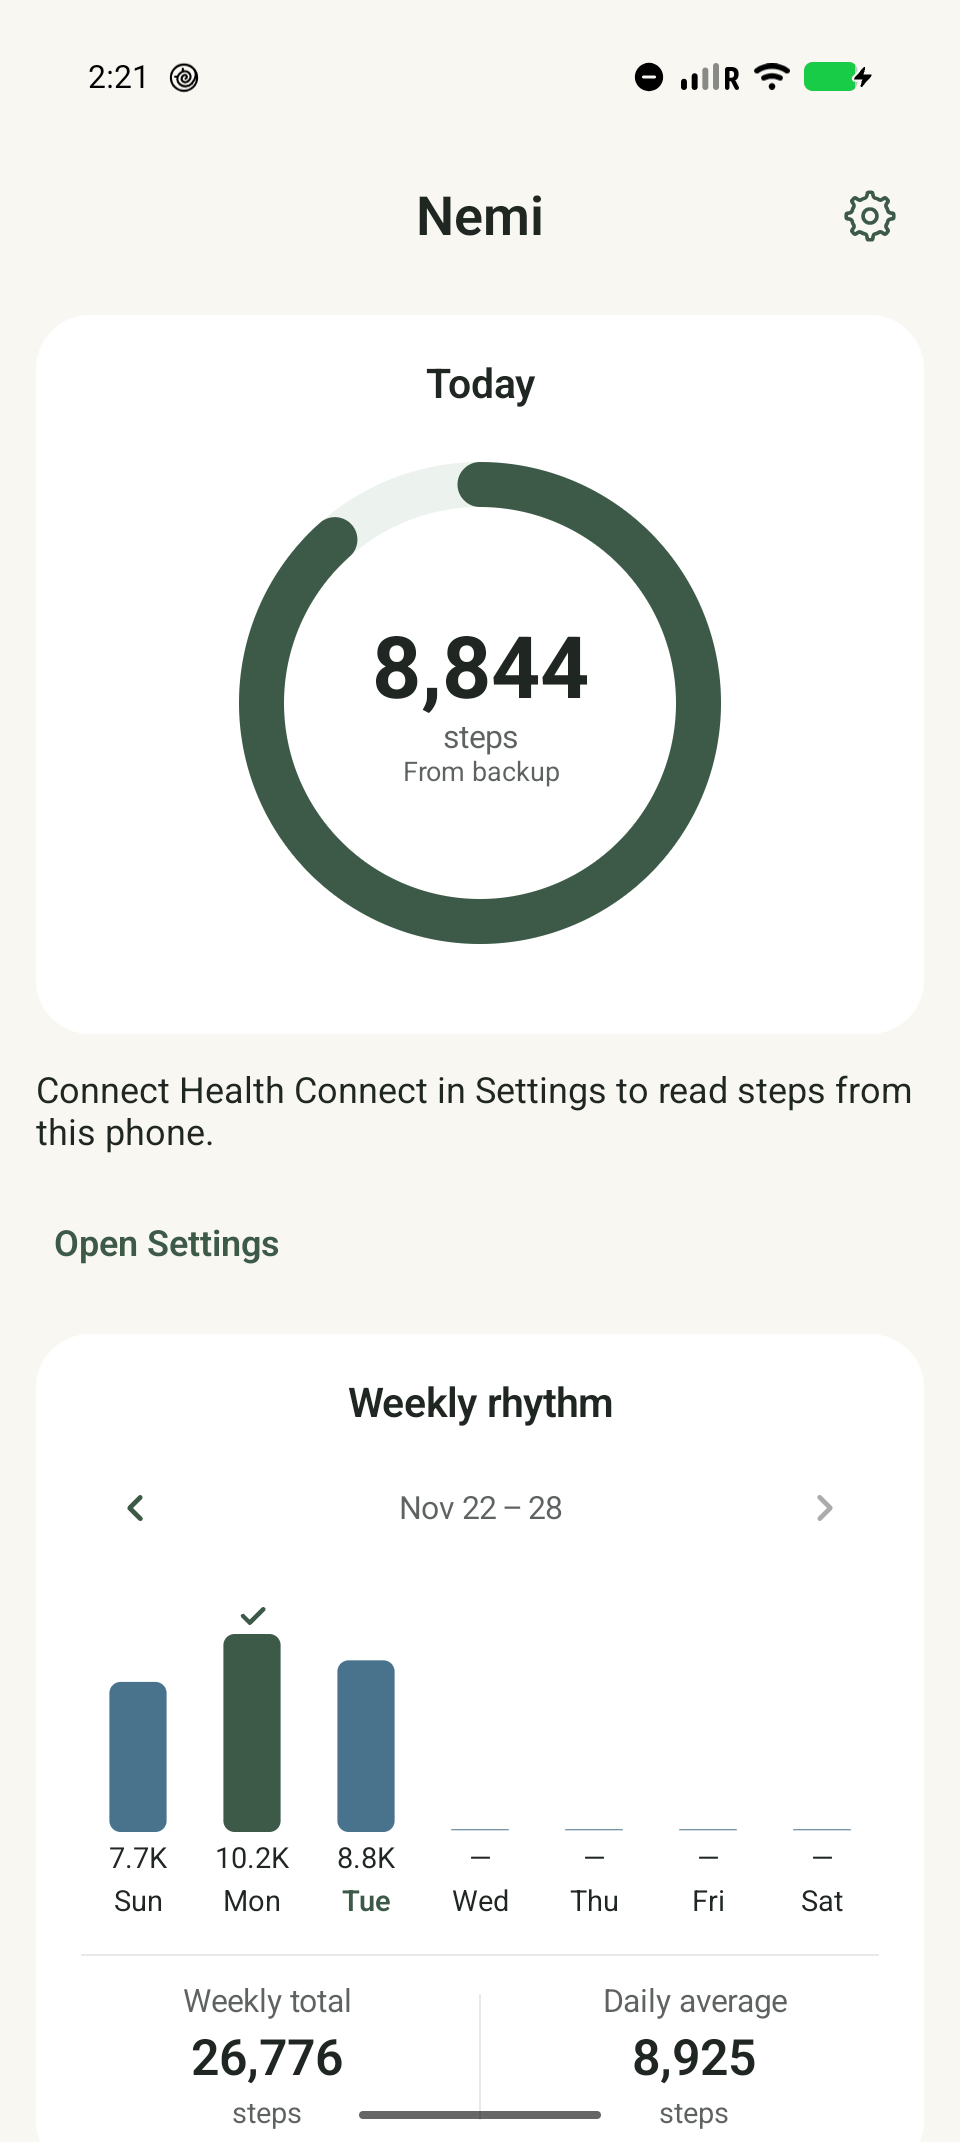 2:21
R
Nemi
Today
8,844
steps
From backup
Connect Health Connect in Settings to read steps from
this phone.
Open Settings
Weekly rhythm
Nov 22 – 28
7.7K 10.2K 8.8K — — — —
Sun Mon Tue Wed Thu Fri Sat
Weekly total Daily average
26,776 8,925
steps steps